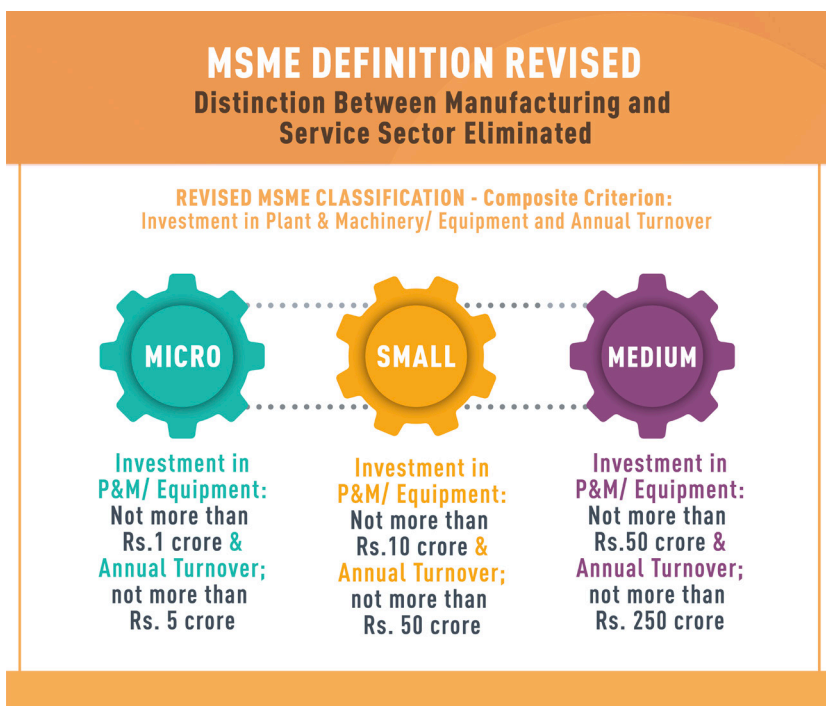 MSME DEFINITION REVISED
Distinction Between Manufacturing and
Service Sector Eliminated
REVISED MSME CLASSIFICATION - Composite Criterion:
Investment in Plant & Machinery/ Equipment and Annual Turnover
MICRO
SMALL
MEDIUM
Investment in
P&M/ Equipment:
Not more than
Rs.1 crore &
Annual Turnover;
not more than
Rs. 5 crore
Investment in
P&M/ Equipment:
Not more than
Rs.10 crore &
Annual Turnover;
not more than
Rs. 50 crore
Investment in
P&M/ Equipment:
Not more than
Rs.50 crore &
Annual Turnover;
not more than
Rs. 250 crore